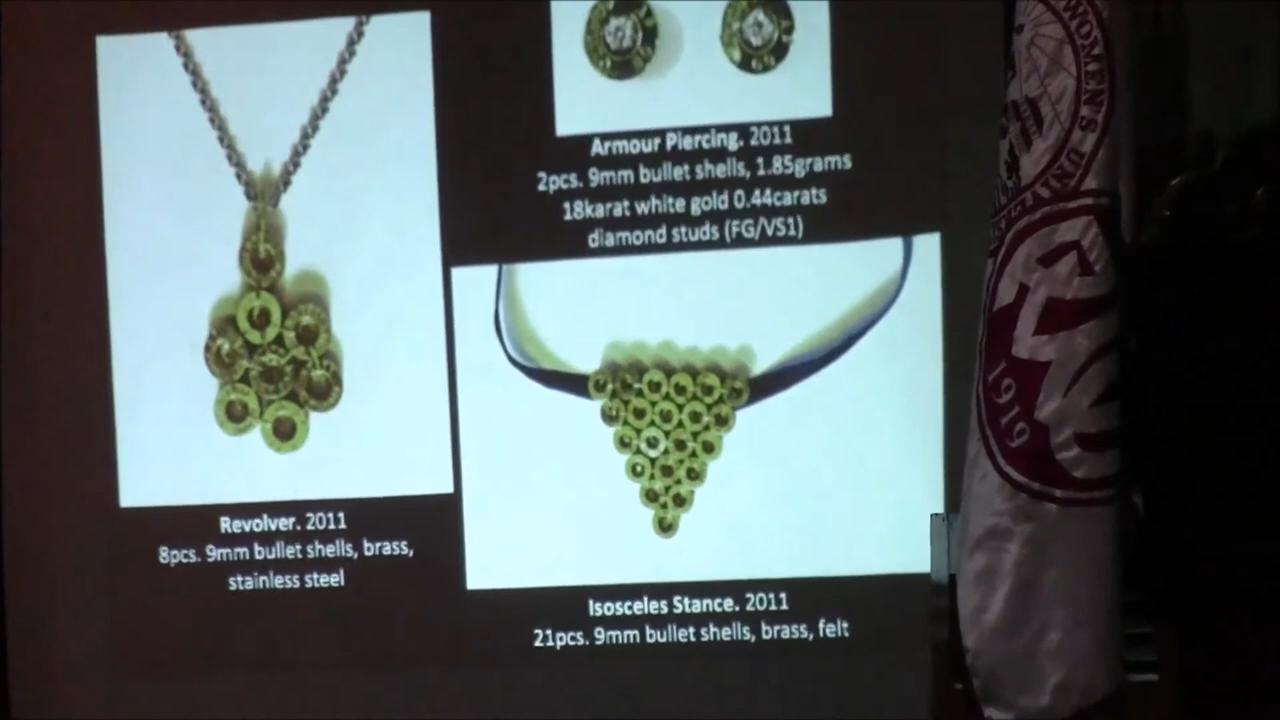 Armour Piercing. 2011
2pcs. 9mm bullet shells, 1.85grams
18karat white gold 0.44carats
diamond studs (FG/VS1)
Revolver. 2011
8pcs. 9mm bullet shells, brass,
stainless steel
Isosceles Stance. 2011
21pcs. 9mm bullet shells, brass, felt
WOMEN'S
1919